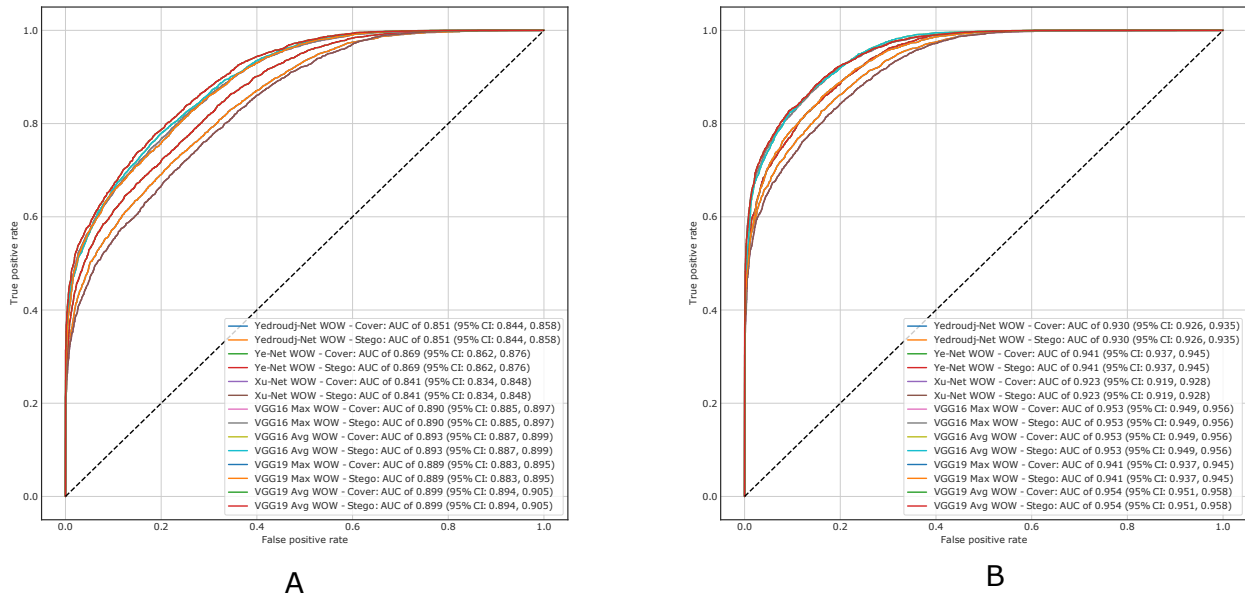 1.0
0.8
0.6
0.4
0.2
0.0
True positive rate
Yedroudj-Net WOW - Cover: AUC of 0.851 (95% CI: 0.844, 0.858)
Yedroudj-Net WOW - Stego: AUC of 0.851 (95% CI: 0.844, 0.858)
Ye-Net WOW - Cover: AUC of 0.869 (95% CI: 0.862, 0.876)
Ye-Net WOW - Stego: AUC of 0.869 (95% CI: 0.862, 0.876)
Xu-Net WOW - Cover: AUC of 0.841 (95% CI: 0.834, 0.848)
Xu-Net WOW - Stego: AUC of 0.841 (95% CI: 0.834, 0.848)
VGG16 Max WOW - Cover: AUC of 0.890 (95% CI: 0.885, 0.897)
VGG16 Max WOW - Stego: AUC of 0.890 (95% CI: 0.885, 0.897)
VGG16 Avg WOW - Cover: AUC of 0.893 (95% CI: 0.887, 0.899)
VGG16 Avg WOW - Stego: AUC of 0.893 (95% CI: 0.887, 0.899)
VGG19 Max WOW - Cover: AUC of 0.889 (95% CI: 0.883, 0.895)
VGG19 Max WOW - Stego: AUC of 0.889 (95% CI: 0.883, 0.895)
VGG19 Avg WOW - Cover: AUC of 0.899 (95% CI: 0.894, 0.905)
VGG19 Avg WOW - Stego: AUC of 0.899 (95% CI: 0.894, 0.905)
0.0 0.2 0.4 0.6 0.8 1.0
False positive rate
A
1.0
0.8
0.6
0.4
0.2
0.0
True positive rate
Yedroudj-Net WOW - Cover: AUC of 0.930 (95% CI: 0.926, 0.935)
Yedroudj-Net WOW - Stego: AUC of 0.930 (95% CI: 0.926, 0.935)
Ye-Net WOW - Cover: AUC of 0.941 (95% CI: 0.937, 0.945)
Ye-Net WOW - Stego: AUC of 0.941 (95% CI: 0.937, 0.945)
Xu-Net WOW - Cover: AUC of 0.923 (95% CI: 0.919, 0.928)
Xu-Net WOW - Stego: AUC of 0.923 (95% CI: 0.919, 0.928)
VGG16 Max WOW - Cover: AUC of 0.953 (95% CI: 0.949, 0.956)
VGG16 Max WOW - Stego: AUC of 0.953 (95% CI: 0.949, 0.956)
VGG16 Avg WOW - Cover: AUC of 0.953 (95% CI: 0.949, 0.956)
VGG16 Avg WOW - Stego: AUC of 0.953 (95% CI: 0.949, 0.956)
VGG19 Max WOW - Cover: AUC of 0.941 (95% CI: 0.937, 0.945)
VGG19 Max WOW - Stego: AUC of 0.941 (95% CI: 0.937, 0.945)
VGG19 Avg WOW - Cover: AUC of 0.954 (95% CI: 0.951, 0.958)
VGG19 Avg WOW - Stego: AUC of 0.954 (95% CI: 0.951, 0.958)
0.0 0.2 0.4 0.6 0.8 1.0
False positive rate
B